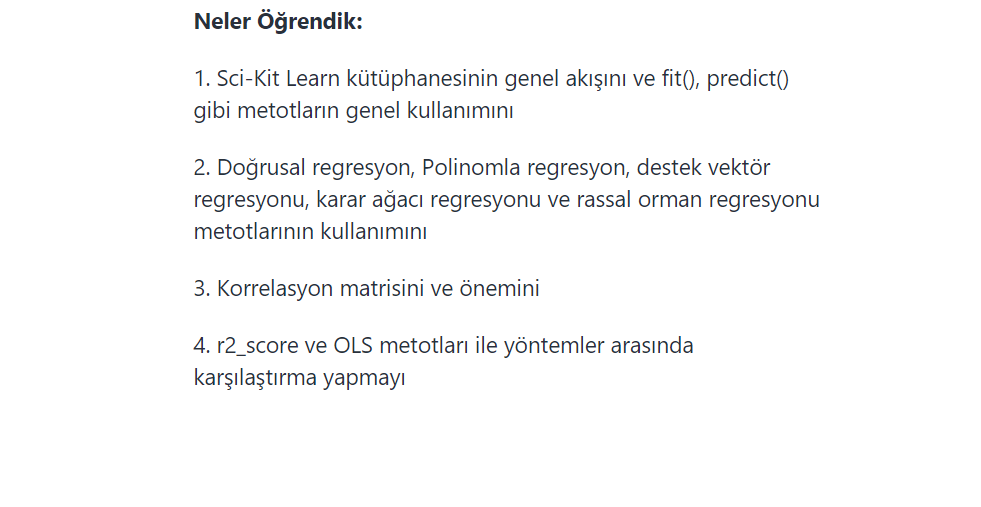 Neler Öğrendik:
1. Sci-Kit Learn kütüphanesinin genel akışını ve fit(), predict()
gibi metotların genel kullanımını
2. Doğrusal regresyon, Polinomla regresyon, destek vektör
regresyonu, karar ağacı regresyonu ve rassal orman regresyonu
metotlarının kullanımını
3. Korrelasyon matrisini ve önemini
4. r2_score ve OLS metotları ile yöntemler arasında
karşılaştırma yapmayı